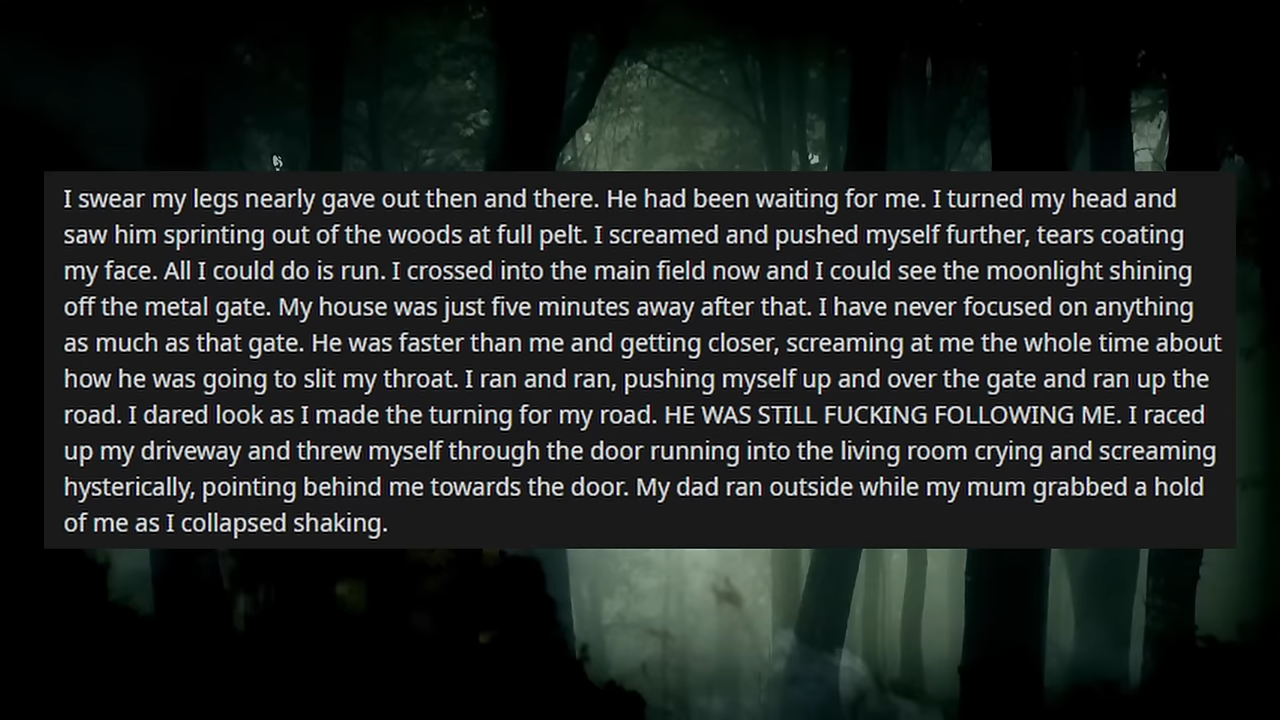 I swear my legs nearly gave out then and there. He had been waiting for me. I turned my head and
saw him sprinting out of the woods at full pelt. I screamed and pushed myself further, tears coating
my face. All I could do is run. I crossed into the main field now and I could see the moonlight shining
off the metal gate. My house was just five minutes away after that. I have never focused on anything
as much as that gate. He was faster than me and getting closer, screaming at me the whole time about
how he was going to slit my throat. I ran and ran, pushing myself up and over the gate and ran up the
road. I dared look as I made the turning for my road. HE WAS STILL FUCKING FOLLOWING ME. I raced
up my driveway and threw myself through the door running into the living room crying and screaming
hysterically, pointing behind me towards the door. My dad ran outside while my mum grabbed a hold
of me as I collapsed shaking.